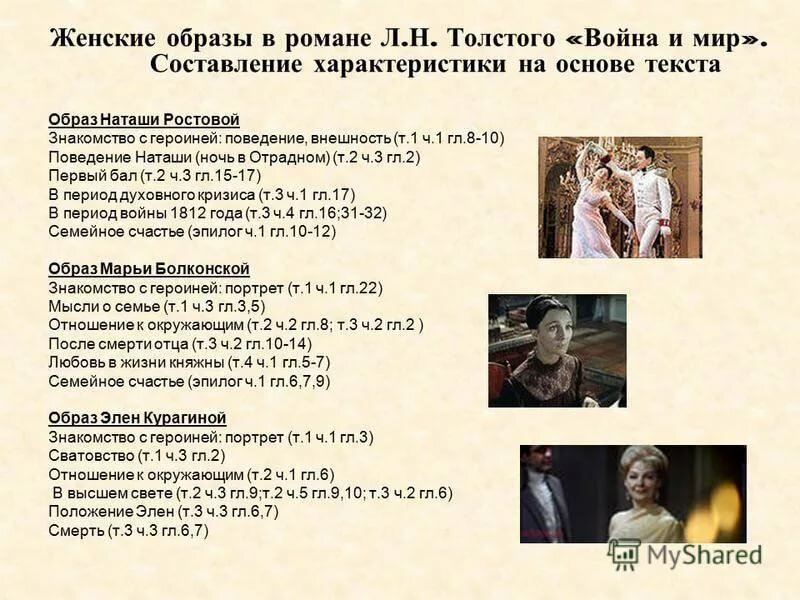 Женские образы в романе Л.Н. Толстого «Война и мир».
Составление характеристики на основе текста
Образ Наташи Ростовой
Знакомство с героиней: поведение, внешность (т.1 ч.1 гл.8-10)
Поведение Наташи (ночь в Отрадном) (т.2 ч.3 гл.2)
Первый бал (т.2 ч.3 гл.15-17)
В период духовного кризиса (т.3 ч.1 гл.17)
В период войны 1812 года (т.3 ч.4 гл.16;31-32)
Семейное счастье (эпилог ч.1 гл.10-12)
Образ Марьи Болконской
Знакомство с героиней: портрет (т.1 ч.1 гл.22)
Мысли о семье (т.1 ч.3 гл.3,5)
Отношение к окружающим (т.2 ч.2 гл.8; т.3 ч.2 гл.2 )
После смерти отца (т.3 ч.2 гл.10-14)
Любовь в жизни княжны (т.4 ч.1 гл.5-7)
Семейное счастье (эпилог ч.1 гл.6,7,9)
Образ Элен Курагиной
Знакомство с героиней: портрет (т.1 ч.1 гл.3)
Сватовство (т.1 ч.3 гл.2)
Отношение к окружающим (т.2 ч.1 гл.6)
В высшем свете (т.2 ч.3 гл.9;т.2 ч.5 гл.9,10; т.3 ч.2 гл.6)
Положение Элен (т.3 ч.3 гл.6,7)
Смерть (т.3 ч.3 гл.6,7)
MyShared